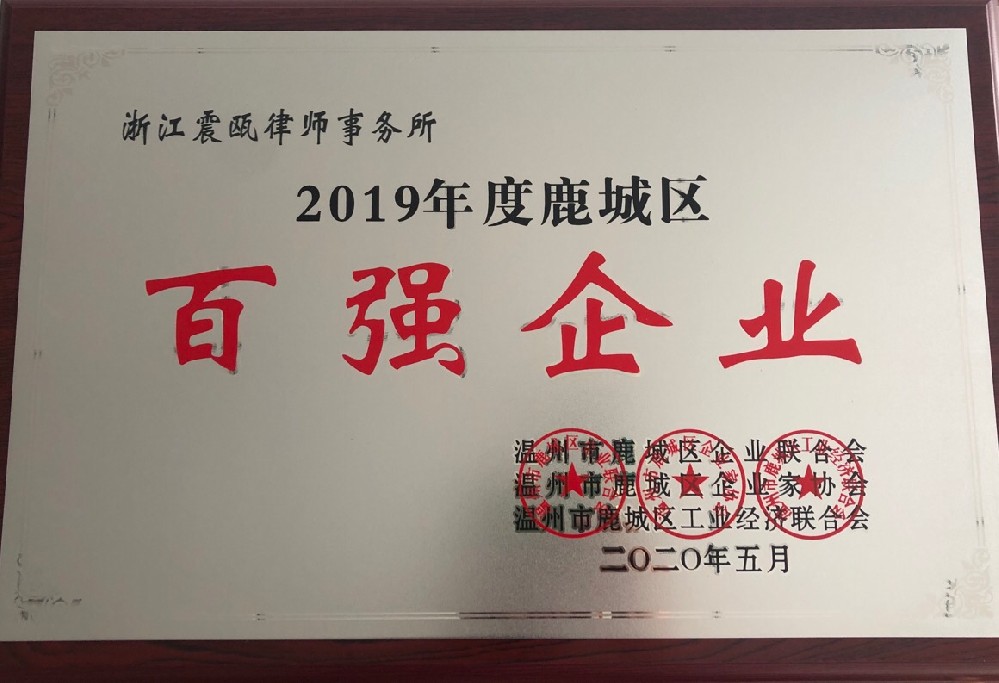 浙江震瓯律师事务所
2019年度鹿城区
百强企业
温州市鹿城区企业联合会
温州市鹿城区企业家协会
温州市鹿城区工业经济联合会
二〇二〇年五月